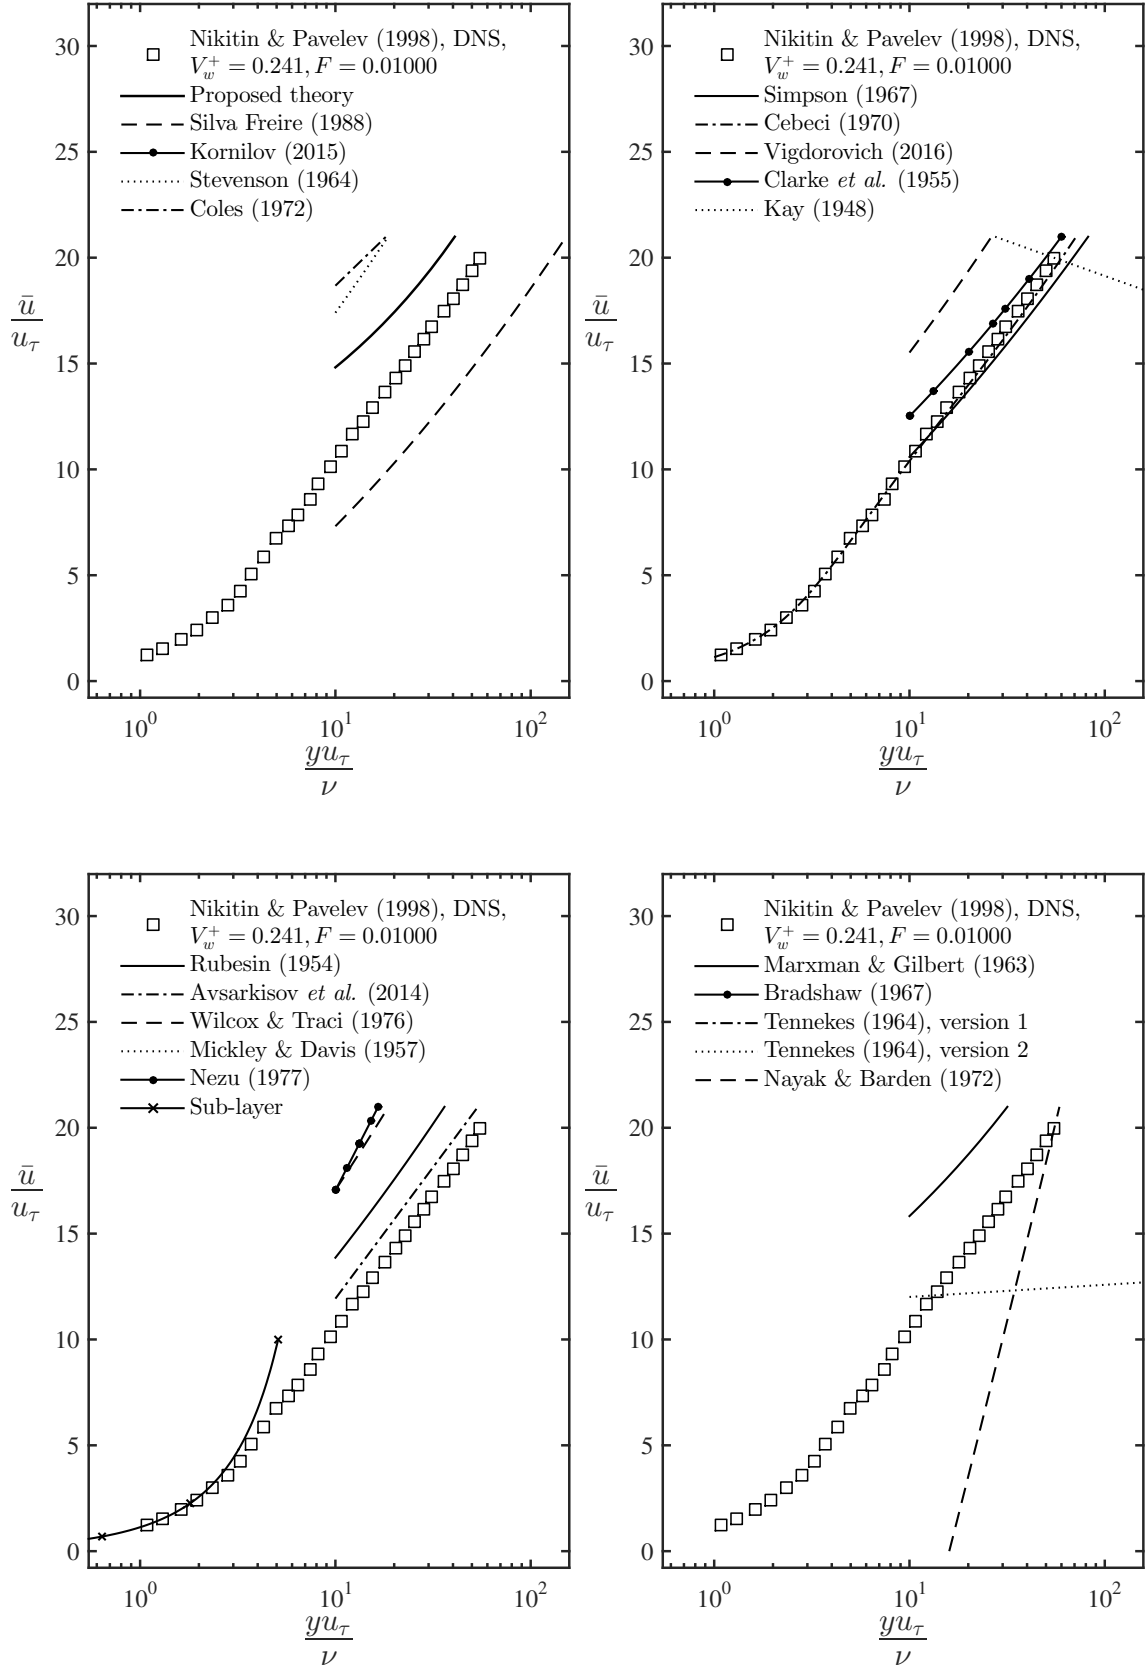 30
25
20
15
10
5
0
ū
u_τ
Nikitin & Pavelev (1998), DNS,
V_w^+ = 0.241, F = 0.01000
Proposed theory
Silva Freire (1988)
Kornilov (2015)
Stevenson (1964)
Coles (1972)
10^0 10^1 10^2
yu_τ
ν
30
25
20
15
10
5
0
ū
u_τ
Nikitin & Pavelev (1998), DNS,
V_w^+ = 0.241, F = 0.01000
Simpson (1967)
Cebeci (1970)
Vigdorovich (2016)
Clarke et al. (1955)
Kay (1948)
10^0 10^1 10^2
yu_τ
ν
30
25
20
15
10
5
0
ū
u_τ
Nikitin & Pavelev (1998), DNS,
V_w^+ = 0.241, F = 0.01000
Rubesin (1954)
Avsarkisov et al. (2014)
Wilcox & Traci (1976)
Mickley & Davis (1957)
Nezu (1977)
Sub-layer
10^0 10^1 10^2
yu_τ
ν
30
25
20
15
10
5
0
ū
u_τ
Nikitin & Pavelev (1998), DNS,
V_w^+ = 0.241, F = 0.01000
Marxman & Gilbert (1963)
Bradshaw (1967)
Tennekes (1964), version 1
Tennekes (1964), version 2
Nayak & Barden (1972)
10^0 10^1 10^2
yu_τ
ν